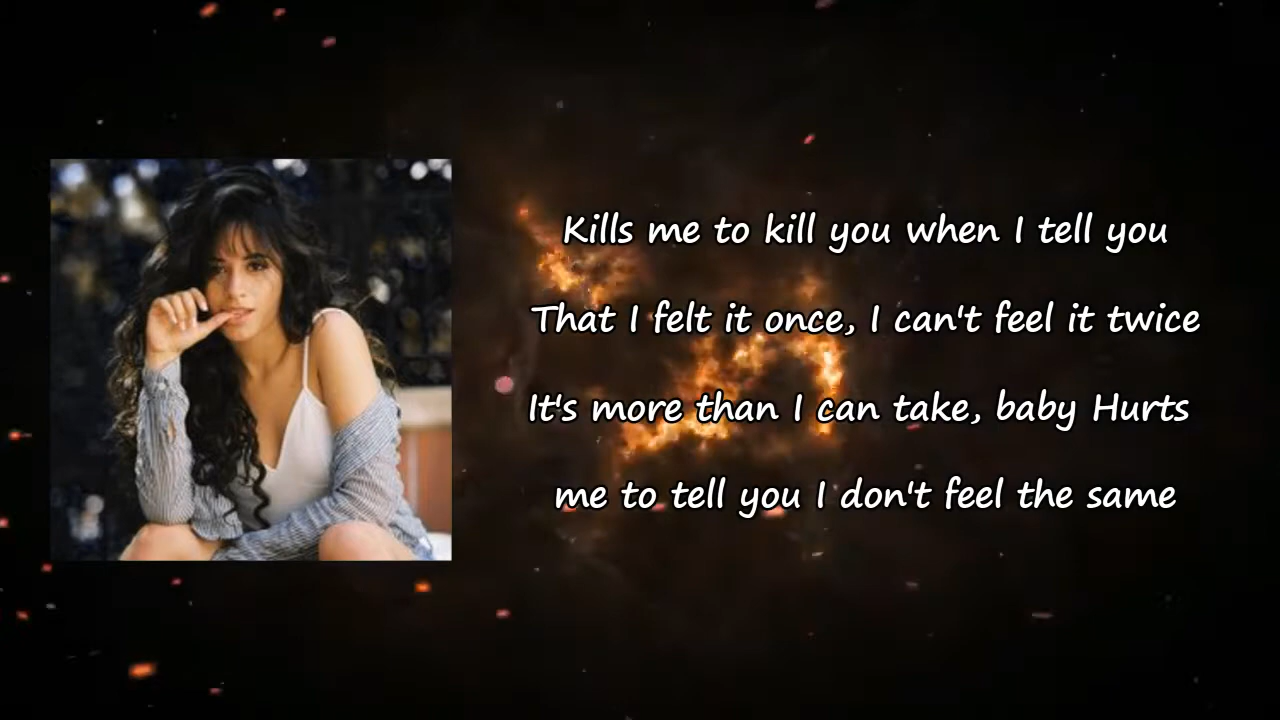 Kills me to kill you when I tell you
That I felt it once, I can't feel it twice
It's more than I can take, baby Hurts
me to tell you I don't feel the same